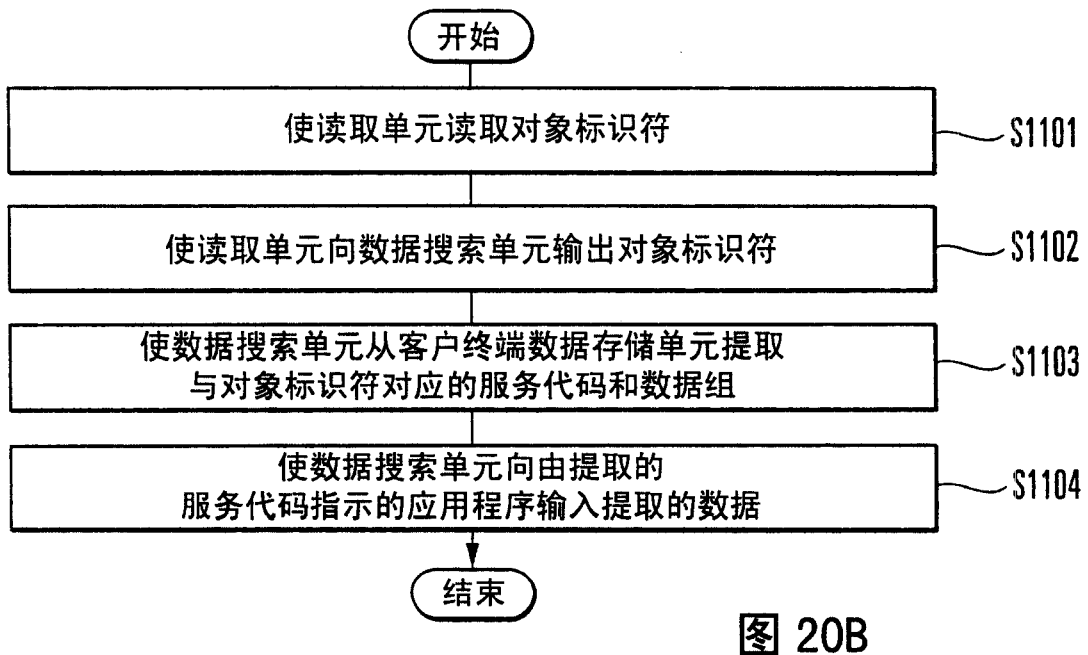 开始
使读取单元读取对象标识符
S1101
使读取单元向数据搜索单元输出对象标识符
S1102
使数据搜索单元从客户终端数据存储单元提取
与对象标识符对应的服务代码和数据组
S1103
使数据搜索单元向由提取的
服务代码指示的应用程序输入提取的数据
S1104
结束
图 20B